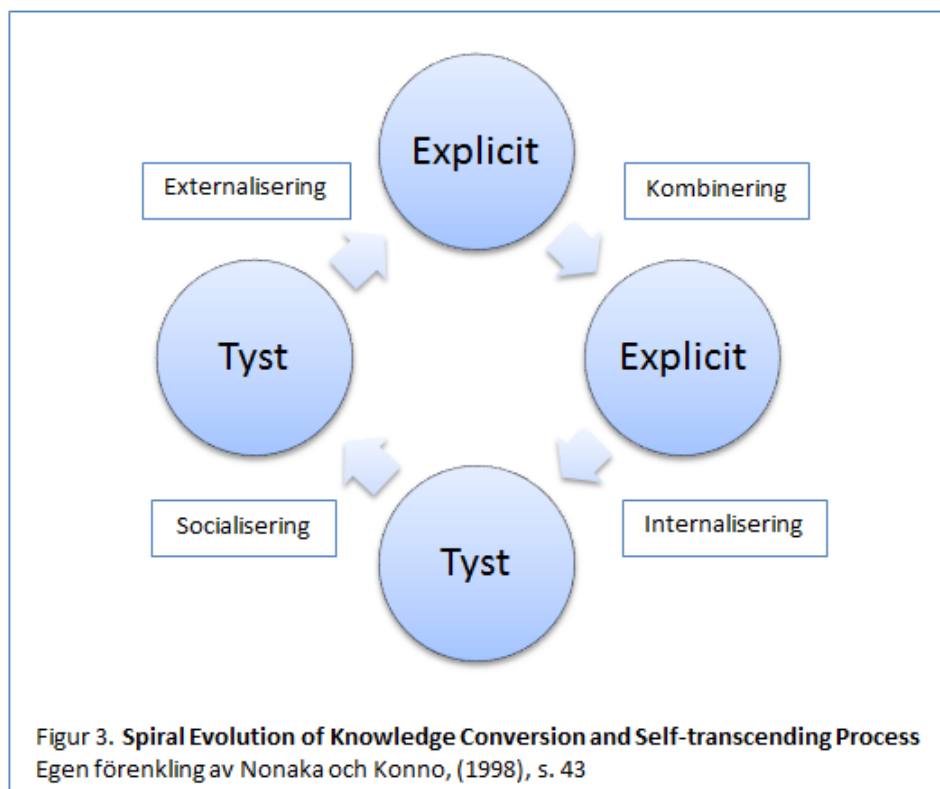 Explicit
Externalisering
Kombinering
Tyst
Explicit
Socialisering
Internalisering
Tyst
Figur 3. Spiral Evolution of Knowledge Conversion and Self-transcending Process
Egen förenkling av Nonaka och Konno, (1998), s. 43